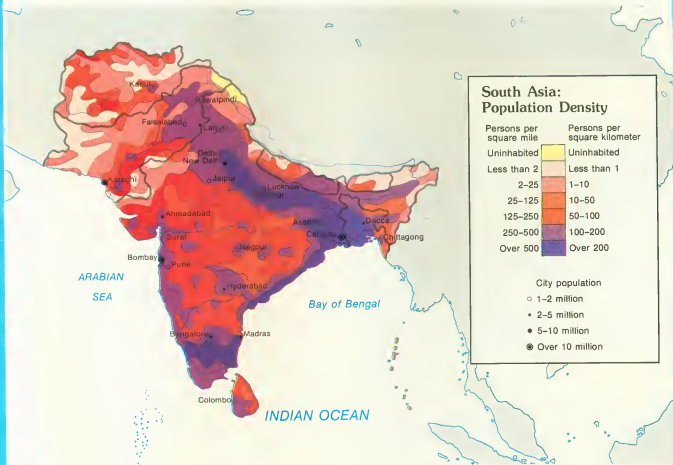 South Asia:
Population Density
Persons per square mile
Persons per square kilometer
Uninhabited Uninhabited
Less than 2 Less than 1
2–25 1–10
25–125 10–50
125–250 50–100
250–500 100–200
Over 500 Over 200
City population
1–2 million
2–5 million
5–10 million
Over 10 million
Kabul
Rawalpindi
Faisalabad
Lahore
Delhi
New Delhi
Karachi
Jaipur
Lucknow
Ahmadabad
Dacca
Chittagong
Surat
Nagpur
Bombay
Pune
Hyderabad
ARABIAN
SEA
Bay of Bengal
Bangalore
Madras
Colombo
INDIAN OCEAN